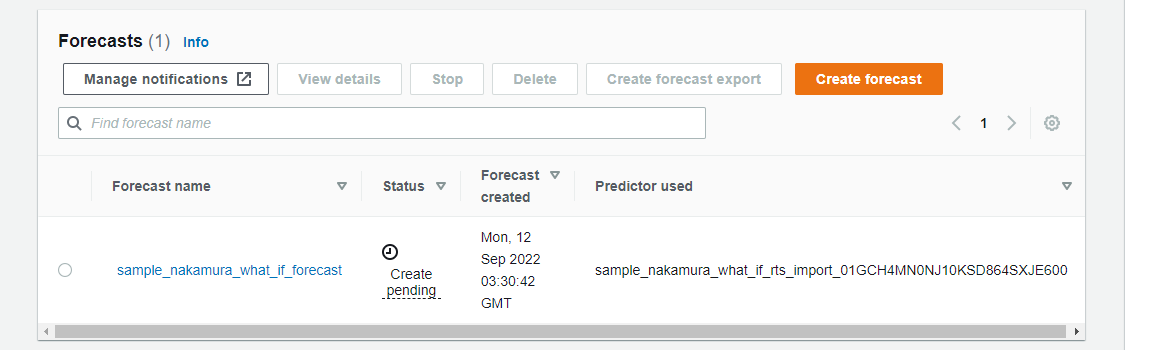 Forecasts (1) Info
Manage notifications View details Stop Delete Create forecast export Create forecast
Find forecast name
1
Forecast name Status Forecast created Predictor used
sample_nakamura_what_if_forecast
Create
pending
Mon, 12
Sep 2022
03:30:42
GMT
sample_nakamura_what_if_rts_import_01GCH4MN0NJ10KSD864SXJE600